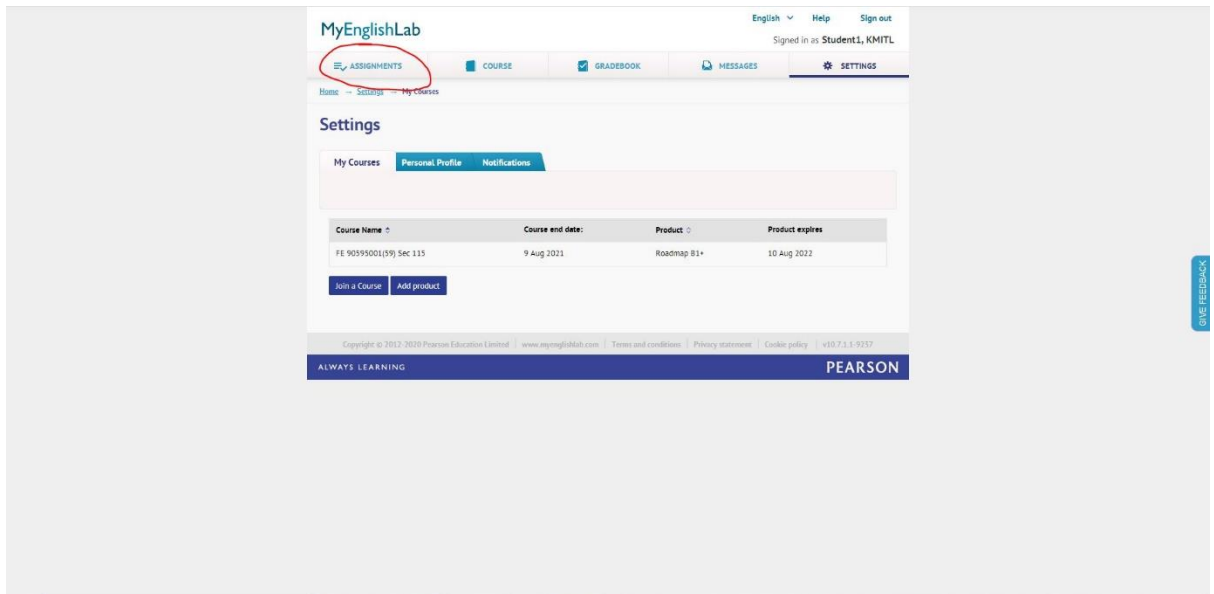 MyEnglishLab
English Help Sign out
Signed in as Student1, KMITL
ASSIGNMENTS COURSE GRADEBOOK MESSAGES SETTINGS
Home → Settings → My Courses
Settings
My Courses Personal Profile Notifications
Course Name Course end date: Product Product expires
FE 90595001(59) Sec 115 9 Aug 2021 Roadmap B1+ 10 Aug 2022
Join a Course Add product
GIVE FEEDBACK
Copyright © 2012-2020 Pearson Education Limited | www.myenglishlab.com | Terms and conditions | Privacy statement | Cookie policy | v10.7.1.1-9257
ALWAYS LEARNING PEARSON